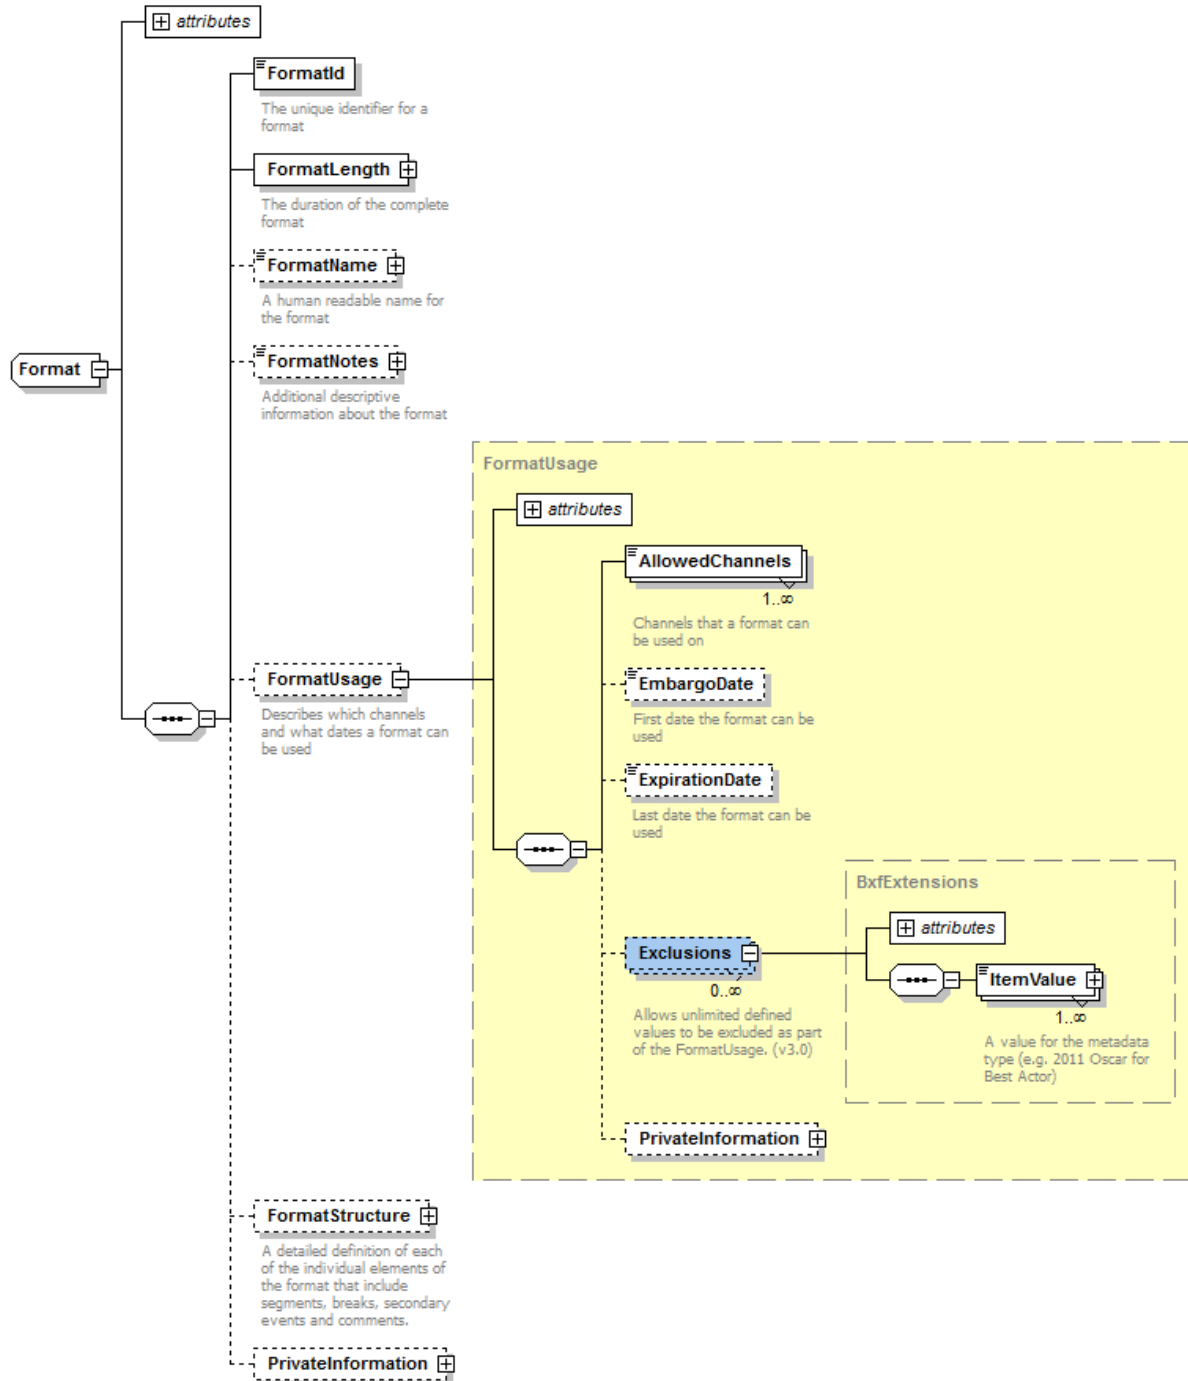 attributes
FormatId
The unique identifier for a
format
FormatLength
The duration of the complete
format
FormatName
A human readable name for
the format
FormatNotes
Additional descriptive
information about the format
Format
FormatUsage
Describes which channels
and what dates a format can
be used
FormatUsage
attributes
AllowedChannels
1..∞
Channels that a format can
be used on
EmbargoDate
First date the format can be
used
ExpirationDate
Last date the format can be
used
Exclusions
0..∞
Allows unlimited defined
values to be excluded as part
of the FormatUsage. (v3.0)
BxfExtensions
attributes
ItemValue
1..∞
A value for the metadata
type (e.g. 2011 Oscar for
Best Actor)
PrivateInformation
FormatStructure
A detailed definition of each
of the individual elements of
the format that include
segments, breaks, secondary
events and comments.
PrivateInformation